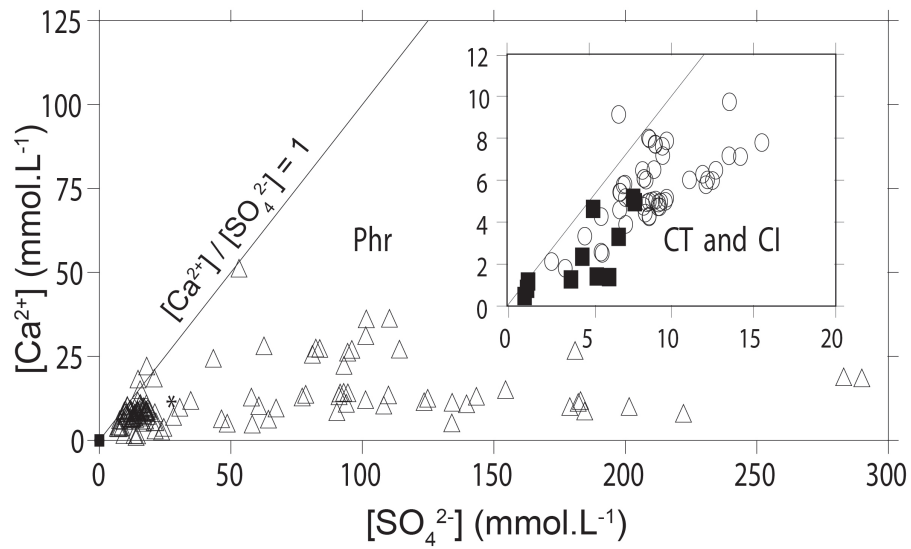 125
100
75
50
25
0
[Ca²⁺] (mmol.L⁻¹)
[Ca²⁺] / [SO₄²⁻] = 1
Phr
*
12
10
8
6
4
2
0
CT and CI
0 5 10 15 20
0 50 100 150 200 250 300
[SO₄²⁻] (mmol.L⁻¹)